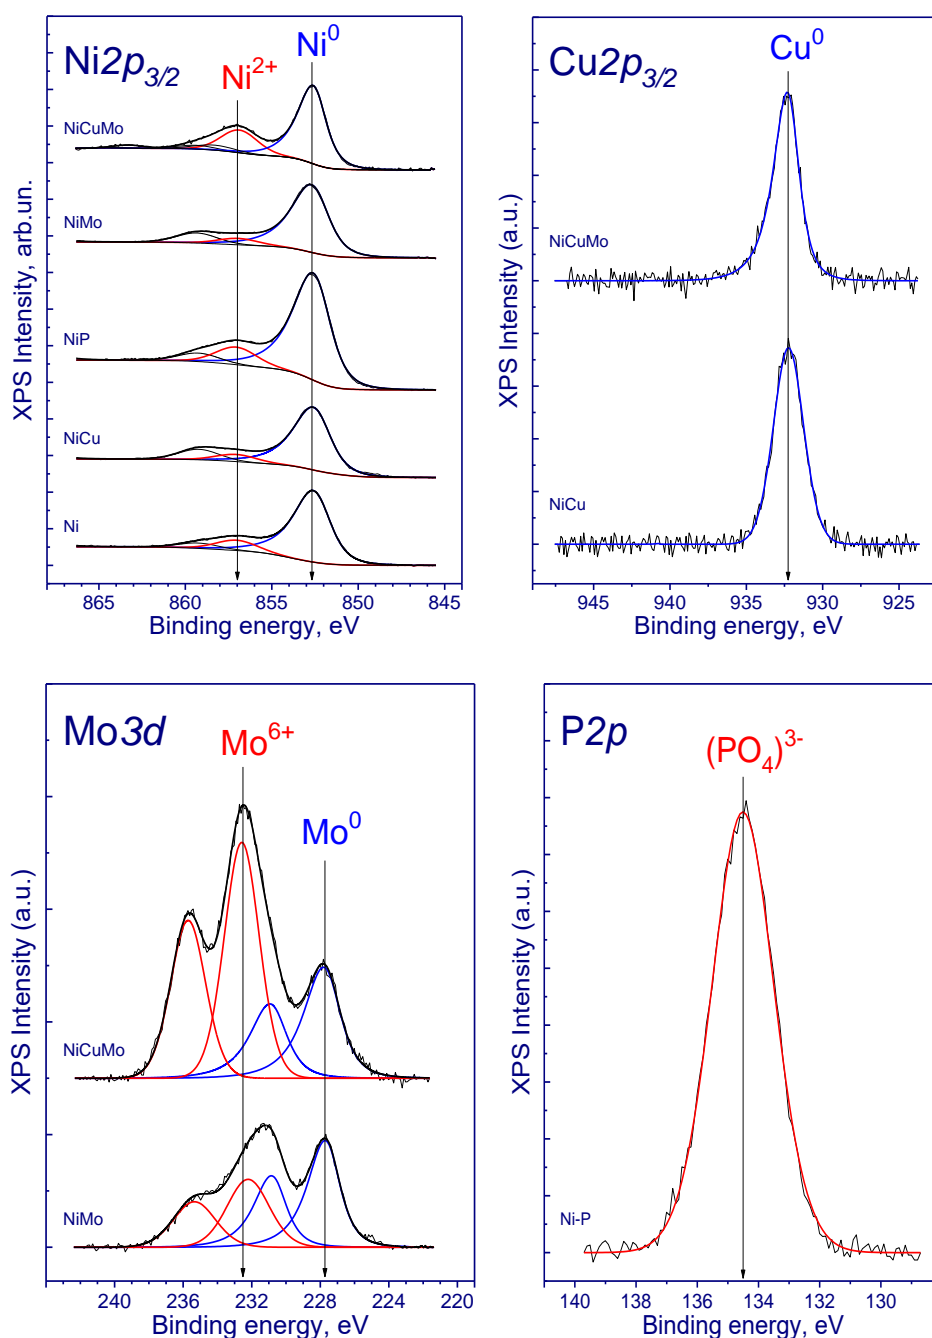 Ni2p3/2
Ni2+
Ni0
NiCuMo
NiMo
NiP
NiCu
Ni
XPS Intensity, arb.un.
865 860 855 850 845
Binding energy, eV
Cu2p3/2
Cu0
NiCuMo
NiCu
XPS Intensity (a.u.)
945 940 935 930 925
Binding energy, eV
Mo3d
Mo6+
Mo0
NiCuMo
NiMo
XPS Intensity (a.u.)
240 236 232 228 224 220
Binding energy, eV
P2p
(PO4)3-
Ni-P
XPS Intensity (a.u.)
140 138 136 134 132 130
Binding energy, eV